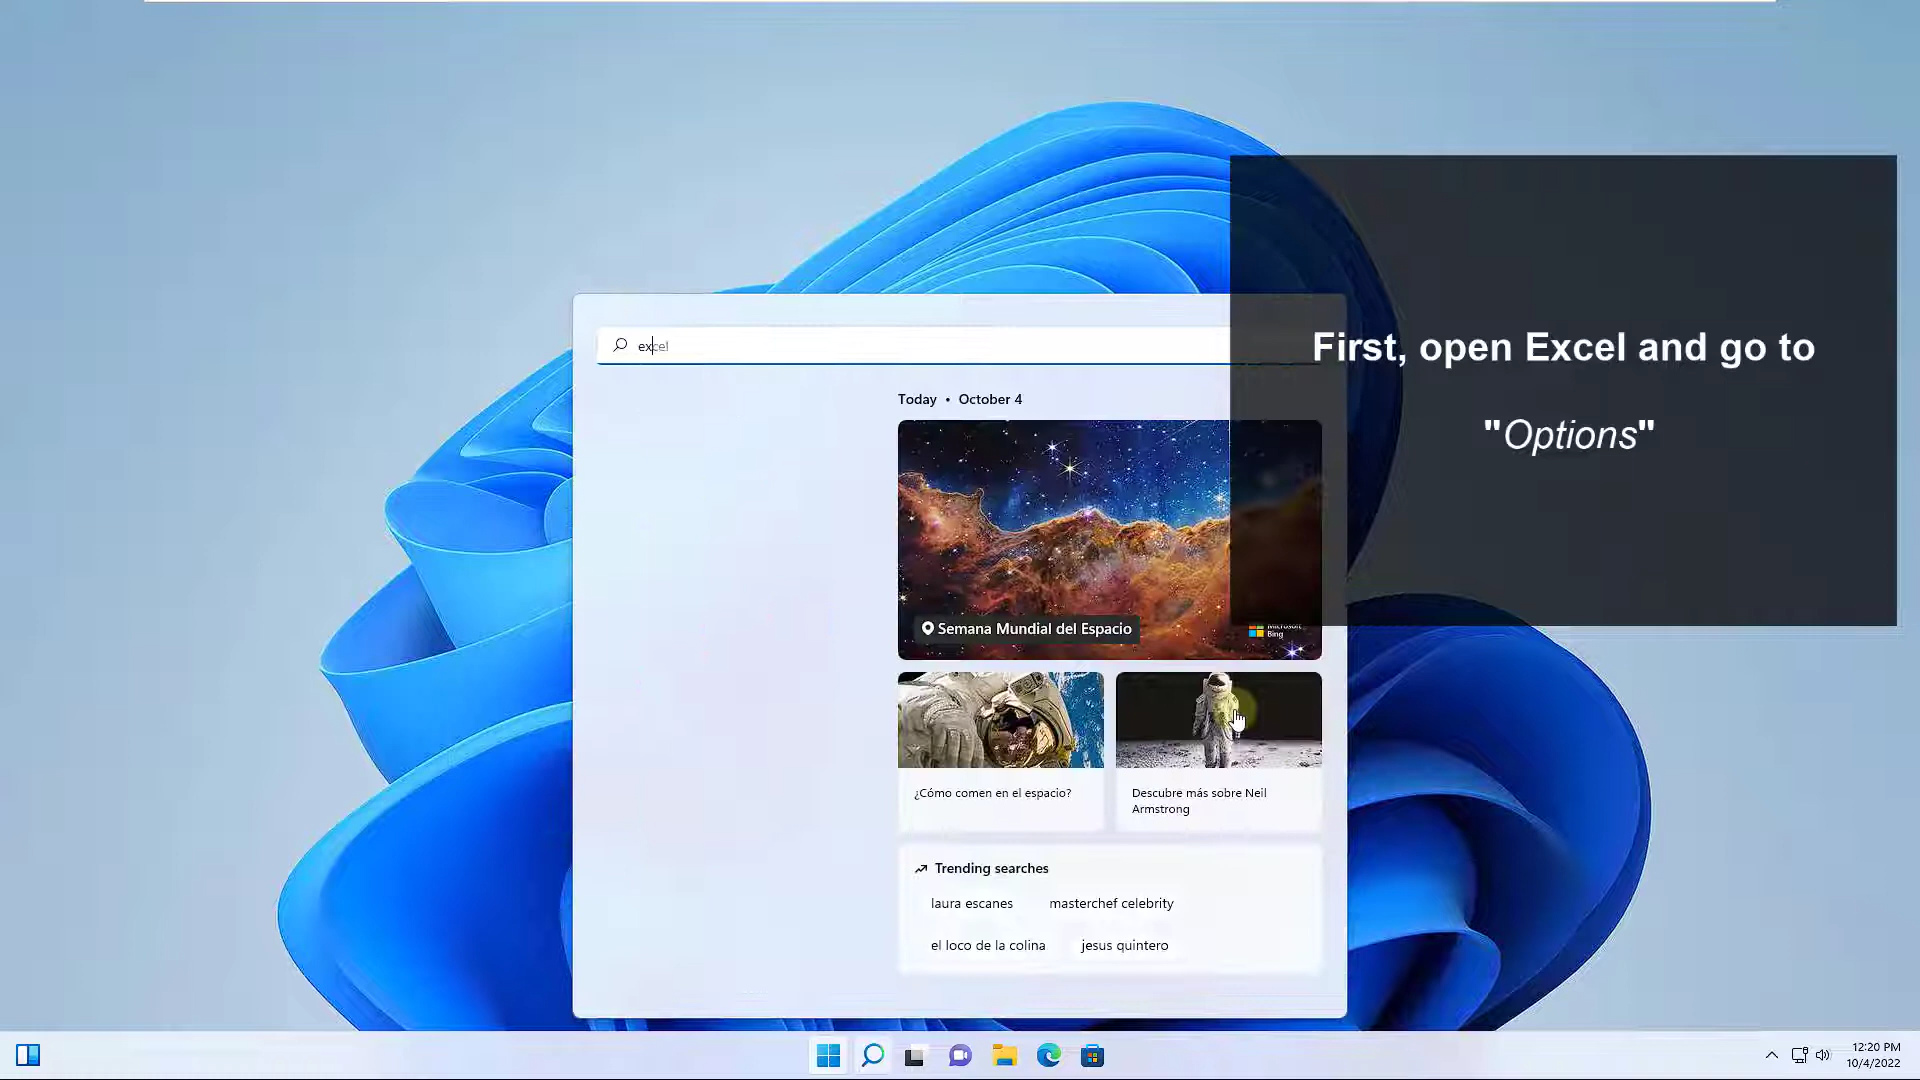 excel
First, open Excel and go to
"Options"
Today • October 4
Semana Mundial del Espacio
Microsoft
Bing
¿Cómo comen en el espacio?
Descubre más sobre Neil
Armstrong
Trending searches
laura escanes
masterchef celebrity
el loco de la colina
jesus quintero
12:20 PM
10/4/2022